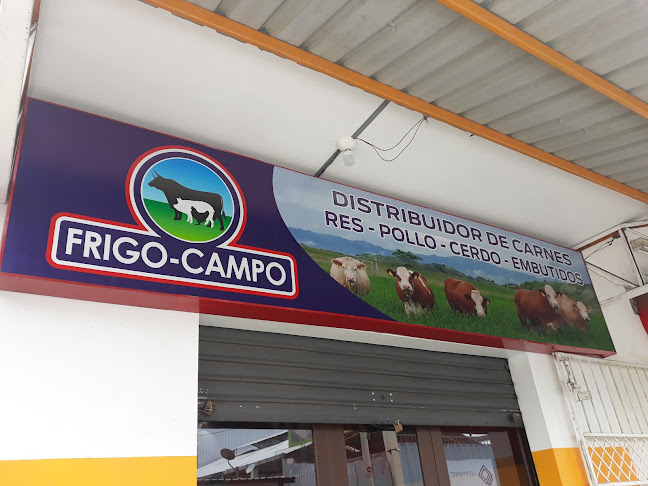 FRIGO-CAMPO
DISTRIBUIDOR DE CARNES
RES - POLLO - CERDO - EMBUTIDOS